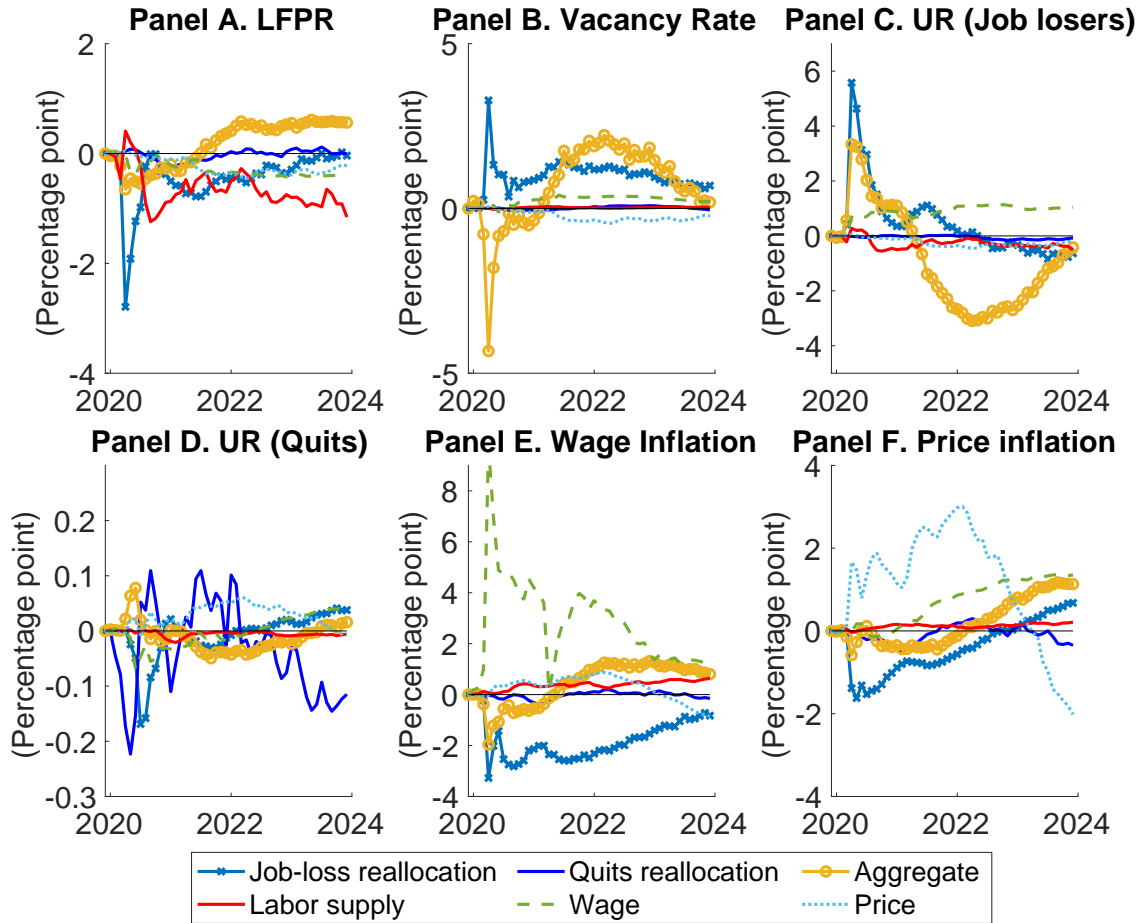 Panel A. LFPR
(Percentage point)
2
0
-2
-4
2020 2022 2024
Panel B. Vacancy Rate
(Percentage point)
5
0
-5
2020 2022 2024
Panel C. UR (Job losers)
(Percentage point)
6
4
2
0
-2
-4
2020 2022 2024
Panel D. UR (Quits)
(Percentage point)
0.2
0.1
0
-0.1
-0.2
-0.3
2020 2022 2024
Panel E. Wage Inflation
(Percentage point)
8
6
4
2
0
-2
-4
2020 2022 2024
Panel F. Price inflation
(Percentage point)
4
2
0
-2
-4
2020 2022 2024
Job-loss reallocation Quits reallocation Aggregate
Labor supply Wage Price